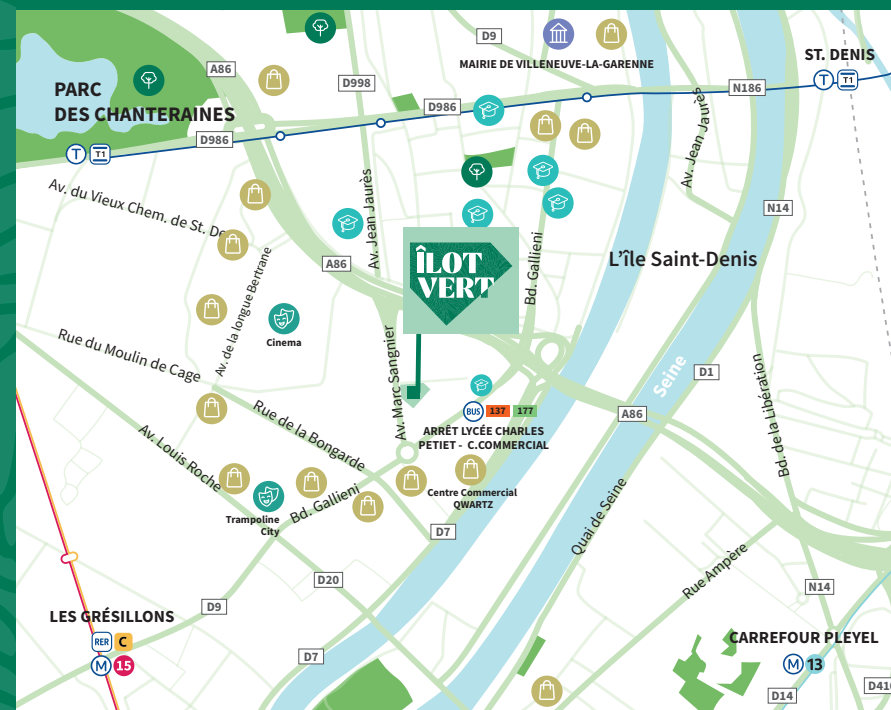 D9
MAIRIE DE VILLENEUVE-LA-GARENNE
ST. DENIS
T T1
A86
D998
PARC
DES CHANTERAINES
D986
N186
D986
T T1
Av. du Vieux Chem. de St. De
Av. Jean Jaurès
Av. Jean Jaurès
N14
A86
ÎLOT
VERT
Bd. Gallieni
L'île Saint-Denis
Av. de la longue Bertrane
Cinema
Rue du Moulin de Cage
Av. Marc Sangnier
Seine
D1
Bd. de la Libération
Rue de la Bongarde
BUS 137 177
ARRÊT LYCÉE CHARLES
PETIET - C.COMMERCIAL
A86
Av. Louis Roche
Bd. Gallieni
Centre Commercial
QWARTZ
Trampoline
City
Quai de Seine
D7
Rue Ampère
D20
N14
D9
LES GRÉSILLONS
RER C
M 15
D7
CARREFOUR PLEYEL
M 13
D14
D410